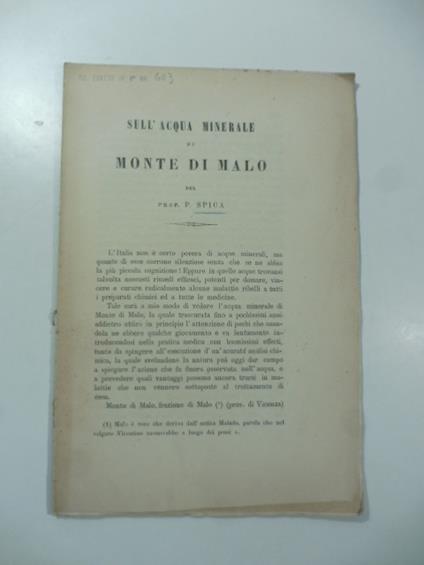 603
SULL'ACQUA MINERALE
DI
MONTE DI MALO
DEL
PROF. P. SPICA
L'Italia non è certo povera di acque minerali, ma
quante di esse corrono silenziose senza che se ne abbia
la più piccola cognizione! Eppure in quelle acque trovansi
talvolta nascosti rimedi efficaci, potenti per domare, vin-
cere e curare radicalmente alcune malattie ribelli a tutti
i preparati chimici ed a tutte le medicine.
Tale sarà a mio modo di vedere l'acqua minerale di
Monte di Malo, la quale trascurata fino a pochissimi anni
addietro attirò in principio l'attenzione di pochi che usan-
dola ne ebbero qualche giovamento e va lentamente in-
troducendosi nella pratica medica con buonissimi effetti,
tanto da spingere all'esecuzione d'un'accurata analisi chi-
mica, la quale svelandone la natura può oggi dar campo
a spiegare l'azione che fu finora osservata nell'acqua, e
a prevedere quali vantaggi possono ancora trarsi in ma-
lattie che non vennero sottoposte al trattamento di
essa.
Monte di Malo, frazione di Malo (¹) (prov. di Vicenza)
(1) Malo è voce che deriva dall'antica Malado, parola che nel
volgare Vicentino suonerebbe « luogo dei pomi ».